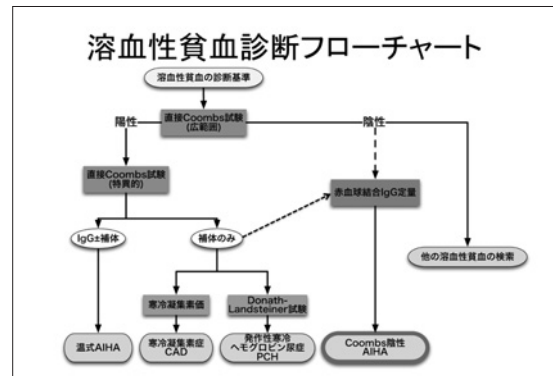 溶血性貧血診断フローチャート
溶血性貧血の診断基準
陽性
直接Coombs試験
(広範囲)
陰性
直接Coombs試験
(特異的)
赤血球結合IgG定量
IgG±補体
補体のみ
他の溶血性貧血の検索
寒冷凝集素価
Donath-
Landsteiner試験
温式AIHA
寒冷凝集素症
CAD
発作性寒冷
ヘモグロビン尿症
PCH
Coombs陰性
AIHA